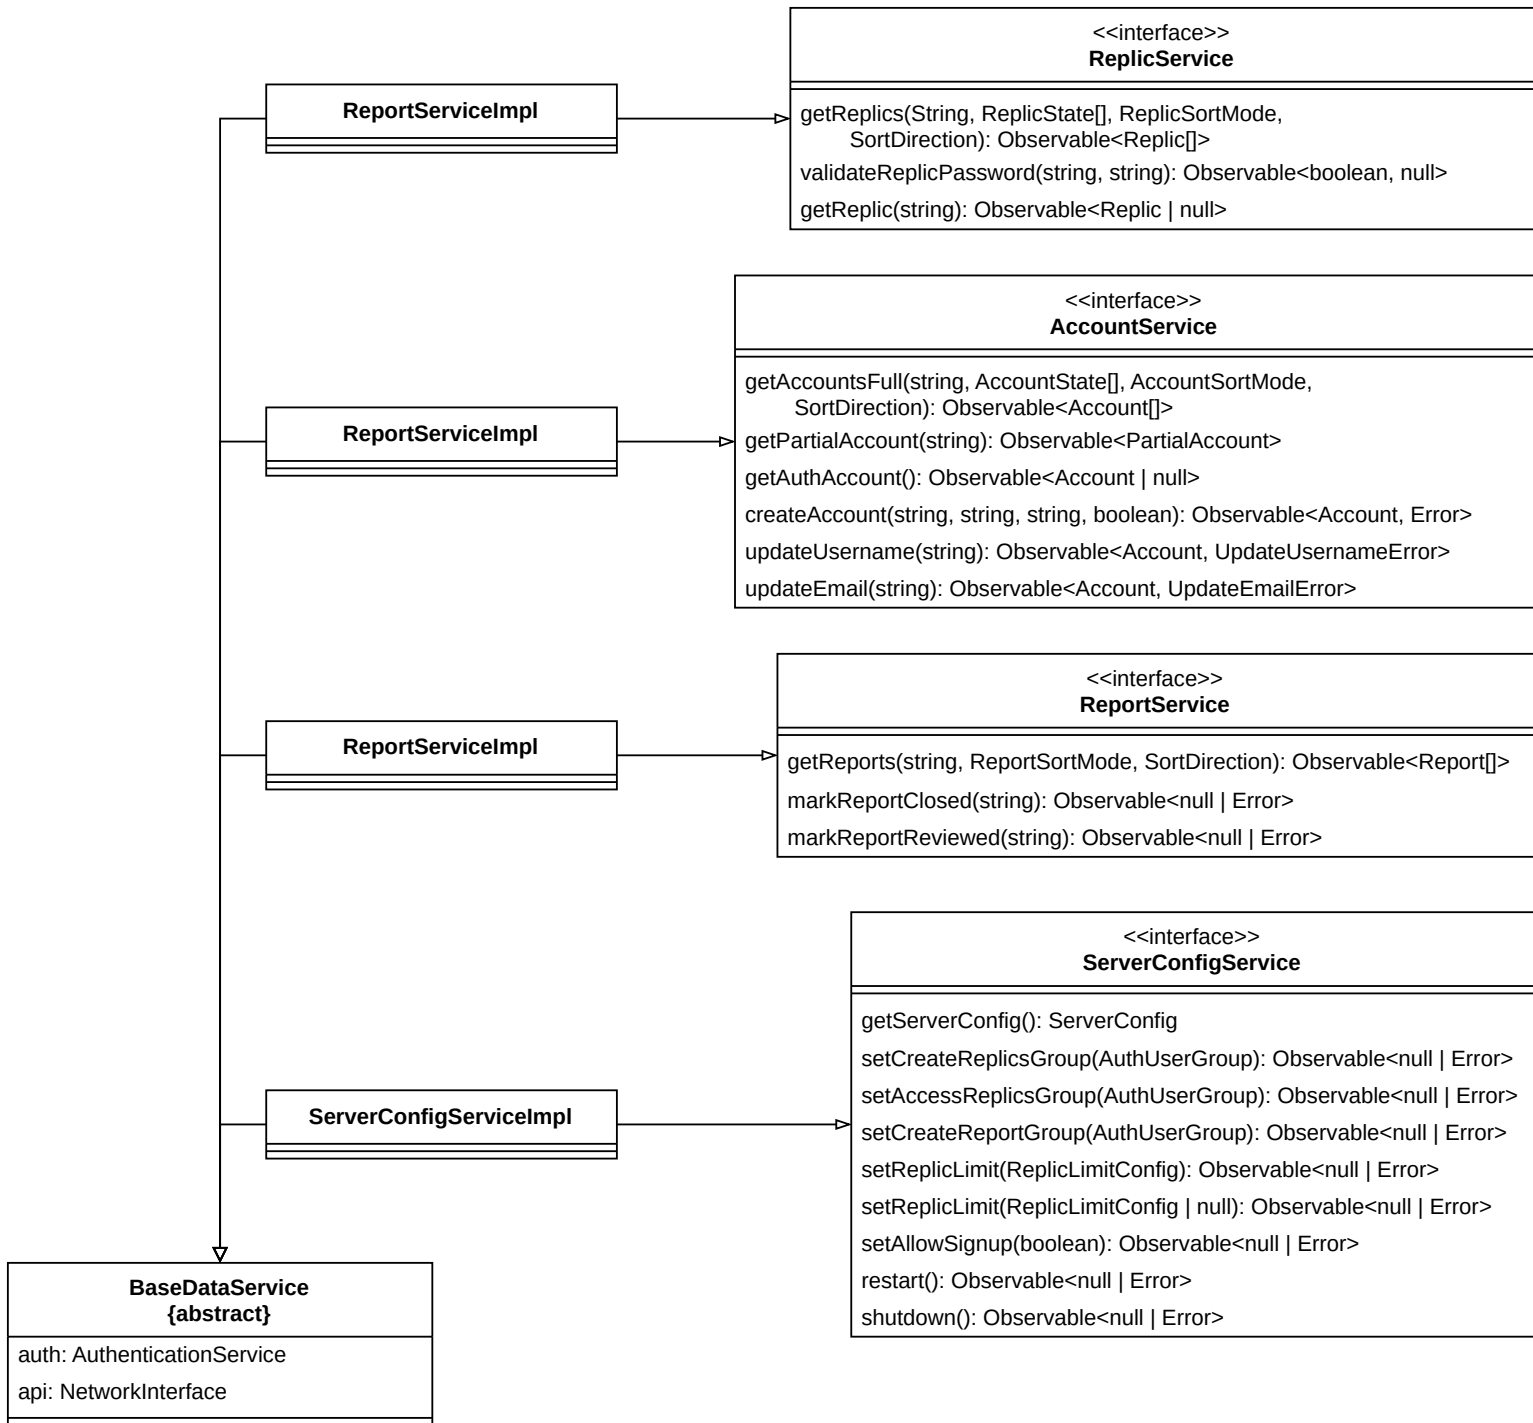 <<interface>>
ReplicService
getReplics(String, ReplicState[], ReplicSortMode,
SortDirection): Observable<Replic[]>
validateReplicPassword(string, string): Observable<boolean, null>
getReplic(string): Observable<Replic | null>
ReportServiceImpl
<<interface>>
AccountService
getAccountsFull(string, AccountState[], AccountSortMode,
SortDirection): Observable<Account[]>
getPartialAccount(string): Observable<PartialAccount>
getAuthAccount(): Observable<Account | null>
createAccount(string, string, string, boolean): Observable<Account, Error>
updateUsername(string): Observable<Account, UpdateUsernameError>
updateEmail(string): Observable<Account, UpdateEmailError>
ReportServiceImpl
<<interface>>
ReportService
getReports(string, ReportSortMode, SortDirection): Observable<Report[]>
markReportClosed(string): Observable<null | Error>
markReportReviewed(string): Observable<null | Error>
ReportServiceImpl
<<interface>>
ServerConfigService
getServerConfig(): ServerConfig
setCreateReplicsGroup(AuthUserGroup): Observable<null | Error>
setAccessReplicsGroup(AuthUserGroup): Observable<null | Error>
setCreateReportGroup(AuthUserGroup): Observable<null | Error>
setReplicLimit(ReplicLimitConfig): Observable<null | Error>
setReplicLimit(ReplicLimitConfig | null): Observable<null | Error>
setAllowSignup(boolean): Observable<null | Error>
restart(): Observable<null | Error>
shutdown(): Observable<null | Error>
ServerConfigServiceImpl
BaseDataService
{abstract}
auth: AuthenticationService
api: NetworkInterface